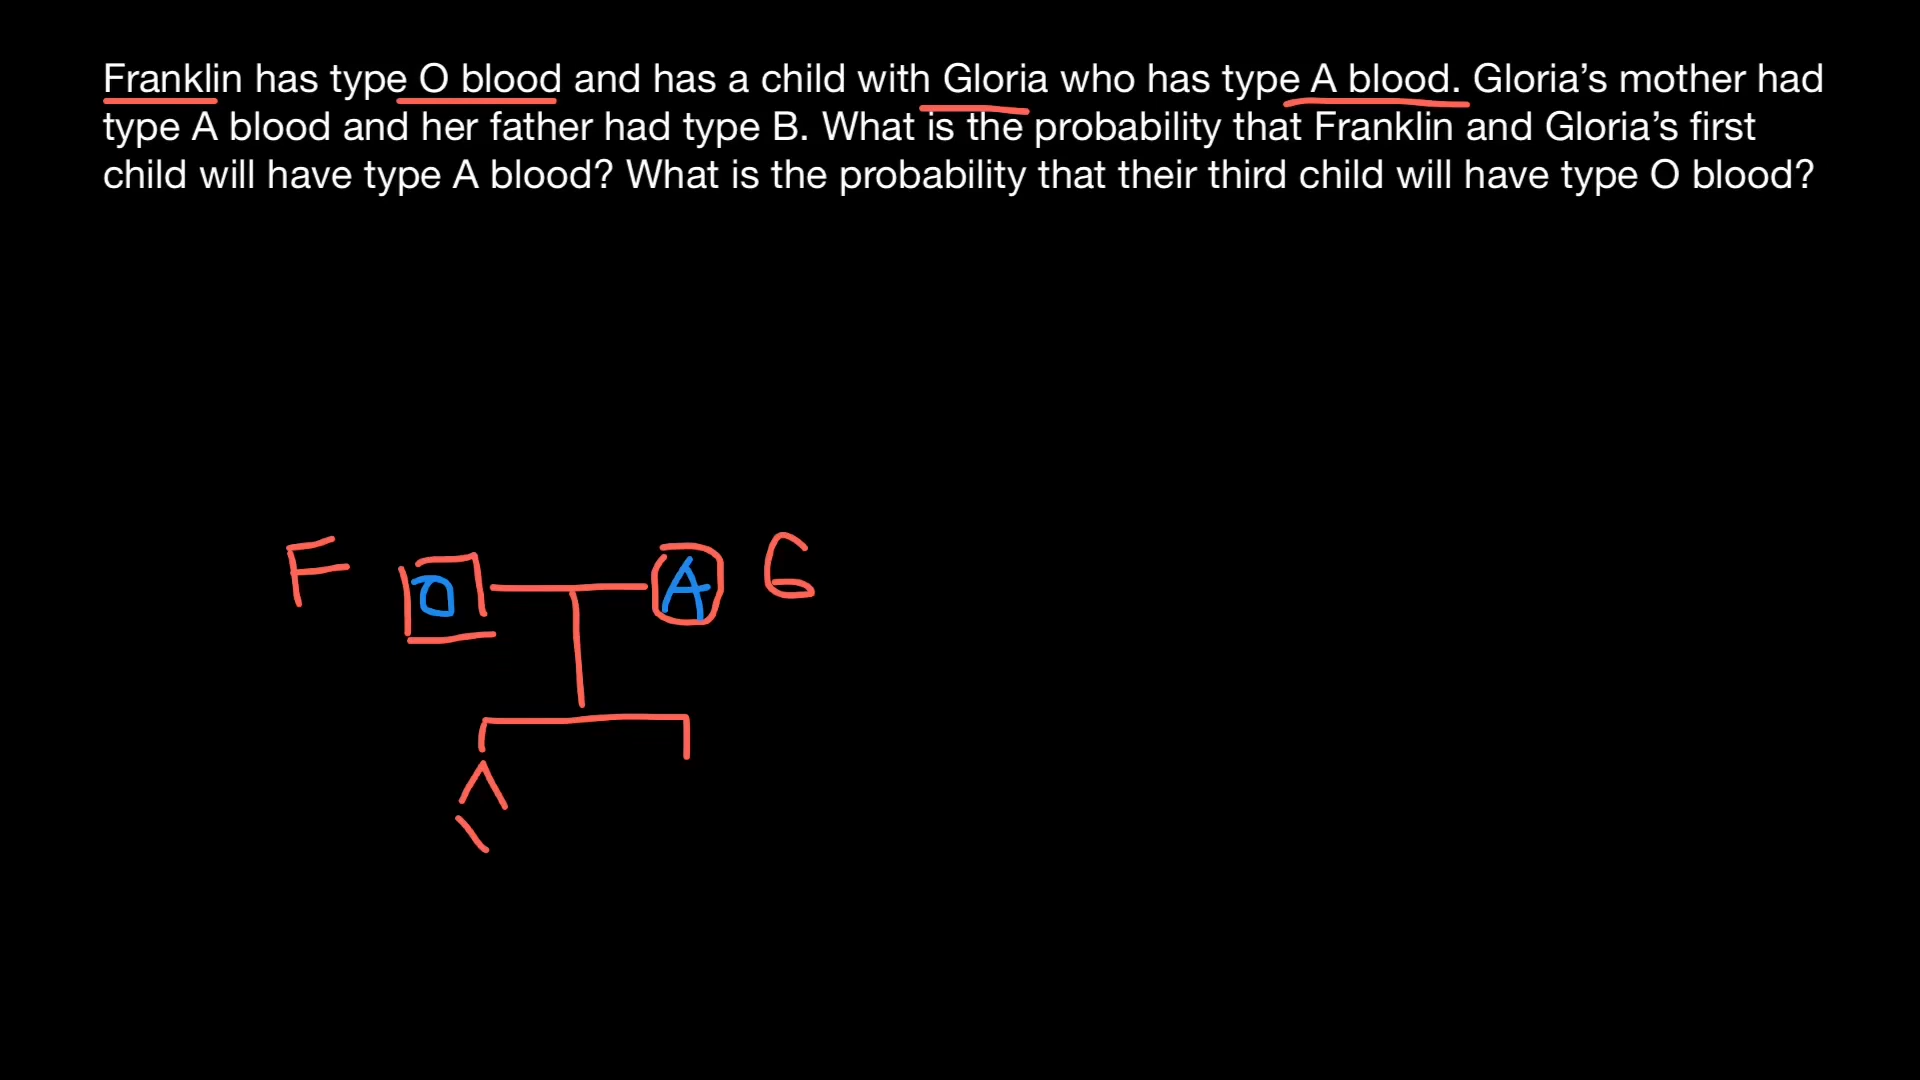 Franklin has type O blood and has a child with Gloria who has type A blood. Gloria’s mother had
type A blood and her father had type B. What is the probability that Franklin and Gloria’s first
child will have type A blood? What is the probability that their third child will have type O blood?
F O A G